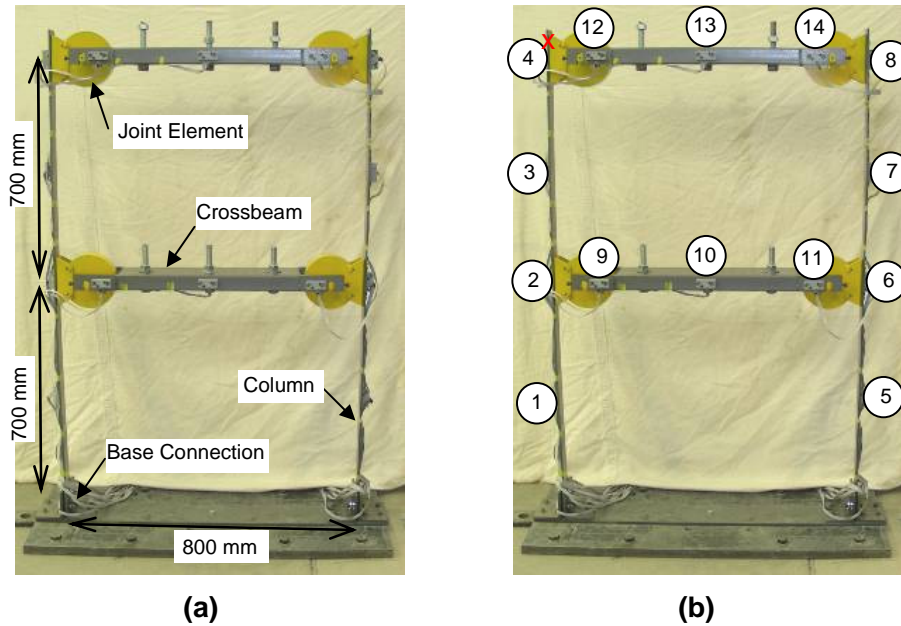 700 mm
700 mm
Joint Element
Crossbeam
Column
Base Connection
800 mm
(a)
X
12
13
14
4
8
3
7
9
10
11
2
6
1
5
(b)